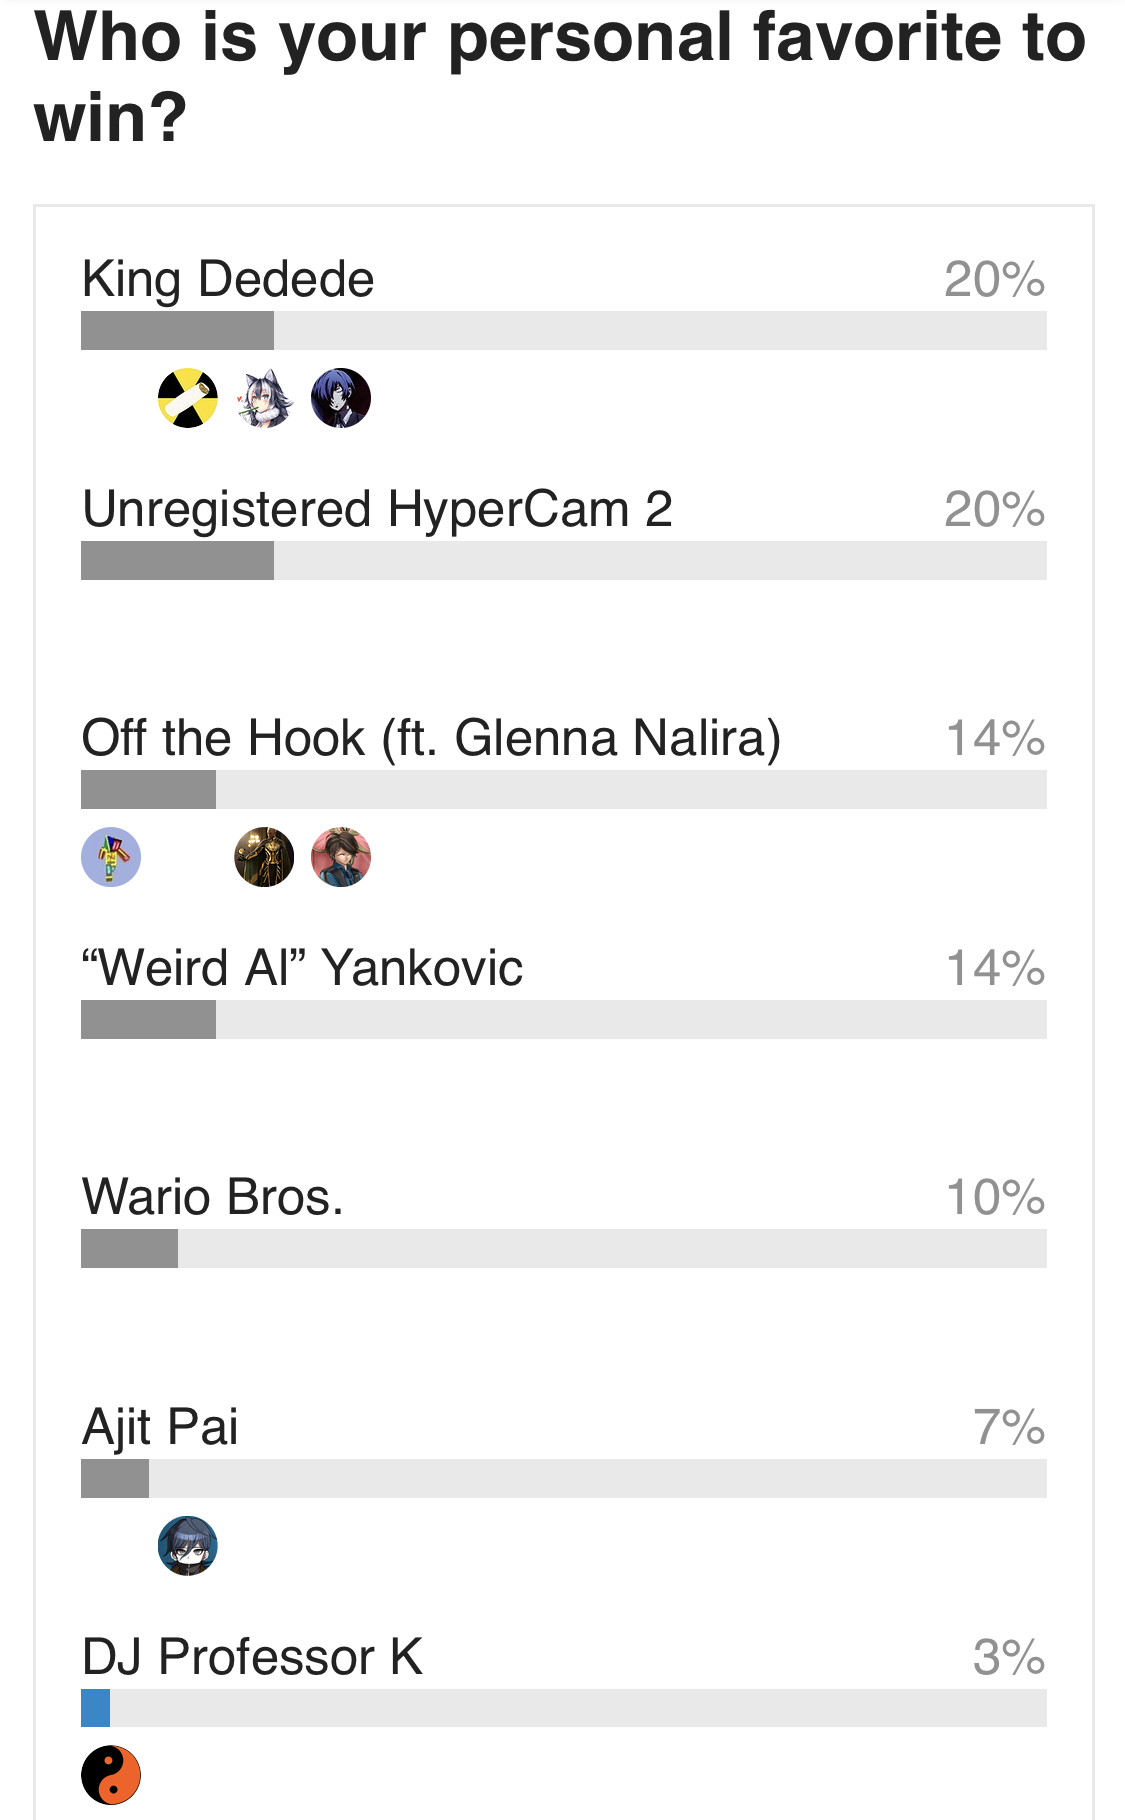 Who is your personal favorite to
win?
King Dedede 20%
Unregistered HyperCam 2 20%
Off the Hook (ft. Glenna Nalira) 14%
“Weird Al” Yankovic 14%
Wario Bros. 10%
Ajit Pai 7%
DJ Professor K 3%